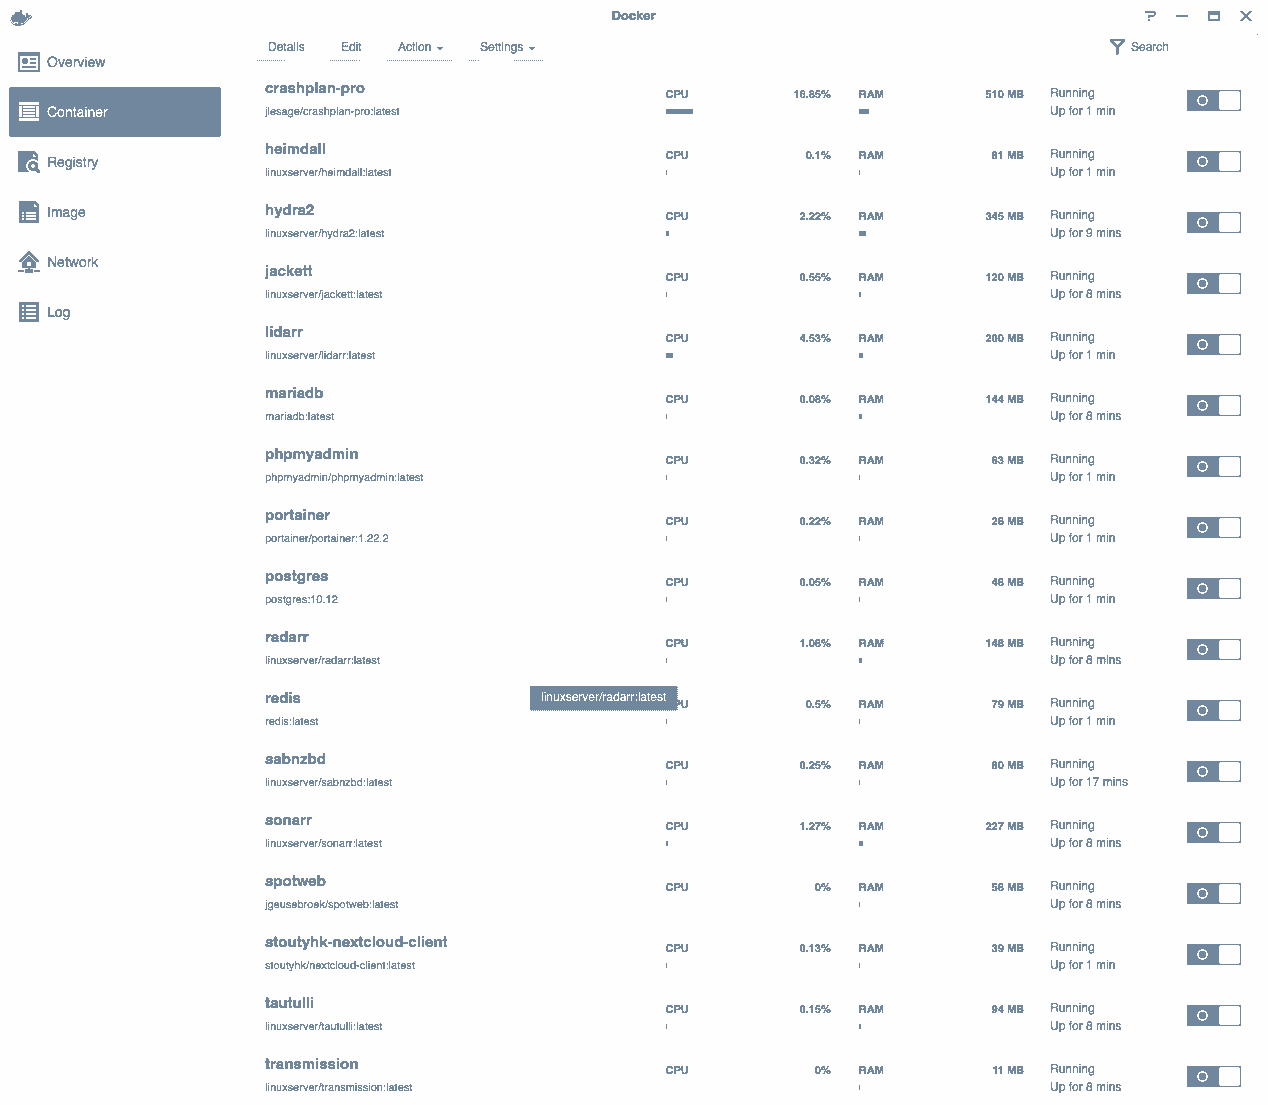 Docker
Details Edit Action Settings Search
Overview
Container
Registry
Image
Network
Log
crashplan-pro CPU 16.85% RAM 510 MB Running
jlesage/crashplan-pro:latest Up for 1 min
heimdall CPU 0.1% RAM 81 MB Running
linuxserver/heimdall:latest Up for 1 min
hydra2 CPU 2.22% RAM 345 MB Running
linuxserver/hydra2:latest Up for 9 mins
jackett CPU 0.55% RAM 120 MB Running
linuxserver/jackett:latest Up for 8 mins
lidarr CPU 4.53% RAM 200 MB Running
linuxserver/lidarr:latest Up for 1 min
mariadb CPU 0.08% RAM 144 MB Running
mariadb:latest Up for 8 mins
phpmyadmin CPU 0.32% RAM 63 MB Running
phpmyadmin/phpmyadmin:latest Up for 1 min
portainer CPU 0.22% RAM 26 MB Running
portainer/portainer:1.22.2 Up for 1 min
postgres CPU 0.05% RAM 46 MB Running
postgres:10.12 Up for 1 min
radarr CPU 1.06% RAM 148 MB Running
linuxserver/radarr:latest Up for 8 mins
redis linuxserver/radarr:latest PU 0.5% RAM 79 MB Running
redis:latest Up for 1 min
sabnzbd CPU 0.25% RAM 80 MB Running
linuxserver/sabnzbd:latest Up for 17 mins
sonarr CPU 1.27% RAM 227 MB Running
linuxserver/sonarr:latest Up for 8 mins
spotweb CPU 0% RAM 56 MB Running
jgeusebroek/spotweb:latest Up for 8 mins
stoutyhk-nextcloud-client CPU 0.13% RAM 39 MB Running
stoutyhk/nextcloud-client:latest Up for 1 min
tautulli CPU 0.15% RAM 94 MB Running
linuxserver/tautulli:latest Up for 8 mins
transmission CPU 0% RAM 11 MB Running
linuxserver/transmission:latest Up for 8 mins